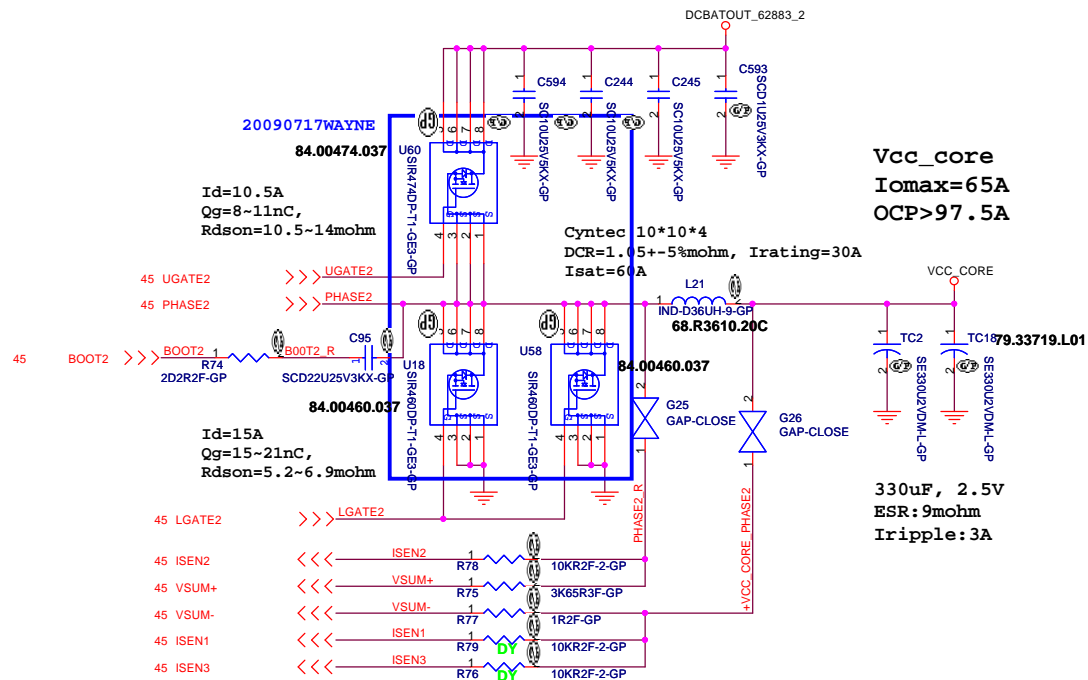 DCBATOUT_62883_2
C594
SC10U25V5KX-GP
C244
SC10U25V5KX-GP
C245
SC10U25V5KX-GP
C593
SCD1U25V3KX-GP
20090717WAYNE
84.00474.037
U60
SIR474DP-T1-GE3-GP
Id=10.5A
Qg=8~11nC,
Rdson=10.5~14mohm
Vcc_core
Iomax=65A
OCP>97.5A
Cyntec 10*10*4
DCR=1.05+-5%mohm, Irating=30A
Isat=60A
45 UGATE2
UGATE2
45 PHASE2
PHASE2
L21
IND-D36UH-9-GP
68.R3610.20C
VCC_CORE
45 BOOT2
BOOT2
R74
2D2R2F-GP
BOOT2_R
C95
SCD22U25V3KX-GP
U18
SIR460DP-T1-GE3-GP
84.00460.037
U58
SIR460DP-T1-GE3-GP
84.00460.037
TC2
SE330U2VDM-L-GP
TC18
79.33719.L01
SE330U2VDM-L-GP
G25
GAP-CLOSE
G26
GAP-CLOSE
Id=15A
Qg=15~21nC,
Rdson=5.2~6.9mohm
330uF, 2.5V
ESR:9mohm
Iripple:3A
45 LGATE2
LGATE2
PHASE2_R
+VCC_CORE_PHASE2
45 ISEN2
ISEN2
R78
10KR2F-2-GP
45 VSUM+
VSUM+
R75
3K65R3F-GP
45 VSUM-
VSUM-
R77
1R2F-GP
45 ISEN1
ISEN1
R79
DY
10KR2F-2-GP
45 ISEN3
ISEN3
R76
DY
10KR2F-2-GP